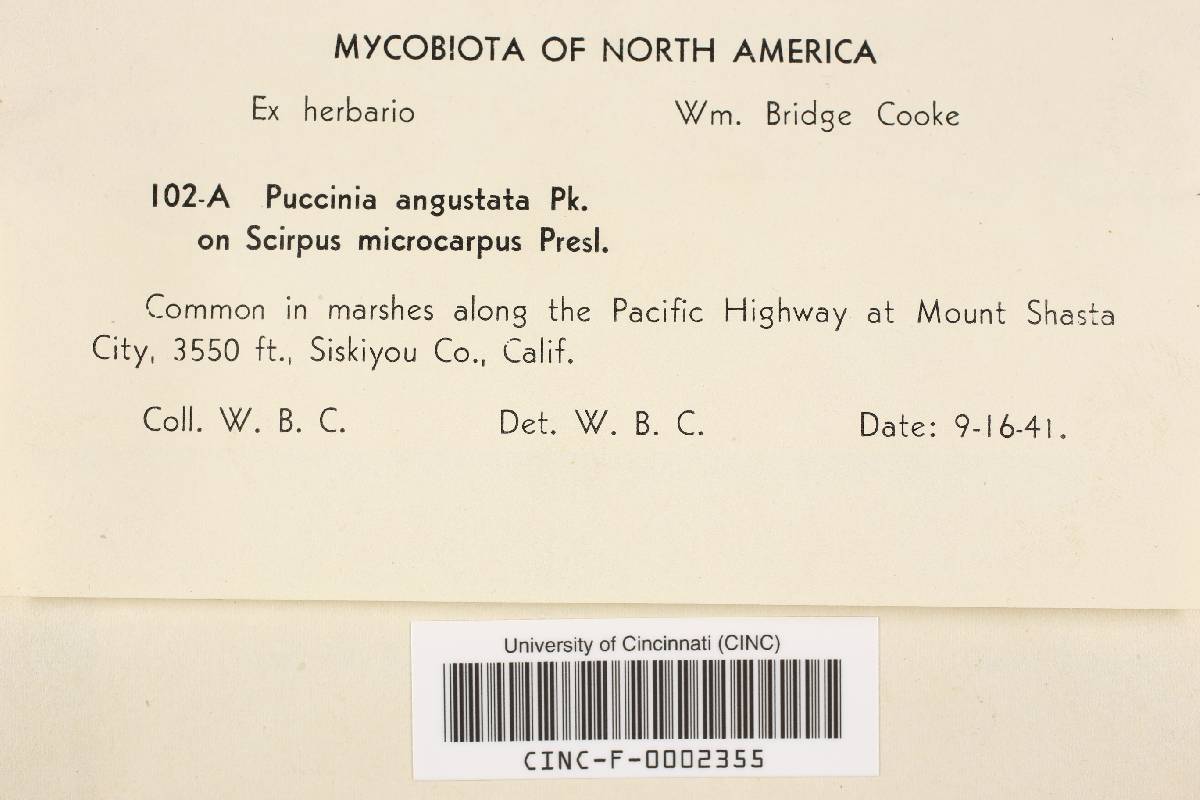 MYCOBIOTA OF NORTH AMERICA
Ex herbario Wm. Bridge Cooke
102-A Puccinia angustata Pk.
on Scirpus microcarpus Presl.
Common in marshes along the Pacific Highway at Mount Shasta
City, 3550 ft., Siskiyou Co., Calif.
Coll. W. B. C. Det. W. B. C. Date: 9-16-41.
University of Cincinnati (CINC)
CINC-F-0002355